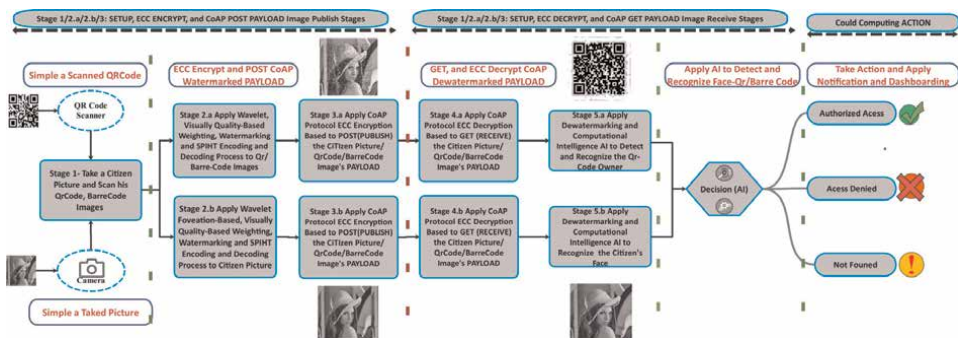 Stage 1/2.a/2.b/3: SETUP, ECC ENCRYPT, and CoAP POST PAYLOAD Image Publish Stages
Stage 1/2.a/2.b/3: SETUP, ECC DECRYPT, and CoAP GET PAYLOAD Image Receive Stages
Could Computing ACTION
Simple a Scanned QRCode
ECC Encrypt and POST CoAP
Watermarked PAYLOAD
GET, and ECC Decrypt CoAP
Dewatermarked PAYLOAD
Apply AI to Detect and
Recognize Face-Qr/Barre Code
Take Action and Apply
Notification and Dashboarding
QR Code
Scanner
Stage 1- Take a Citizen
Picture and Scan his
QRCode, BarreCode
Images
Camera
Simple a Taked Picture
Stage 2.a Apply Wavelet,
Visually Quality-Based
Weighting, Watermarking
and SPIHT Encoding and
Decoding Process to Qr/
Barre-Code Images
Stage 3.a Apply CoAP
Protocol ECC Encryption
Based to POST(PUBLISH)
the CiTizen Picture/
QrCode/BarreCode
Image's PAYLOAD
Stage 4.a Apply CoAP
Protocol ECC Decryption
Based to GET (RECEIVE)
the Citizen Picture/
QrCode/BarreCode
Image's PAYLOAD
Stage 5.a Apply
Dewatermarking and
Computational
Intelligence AI to Detect
and Recognize the Qr-
Code Owner
Stage 2.b Apply Wavelet
Foveation-Based, Visually
Quality-Based Weighting,
Watermarking and SPIHT
Encoding and Decoding
Process to Citizen Picture
Stage 3.b Apply CoAP
Protocol ECC Encryption
Based to POST(PUBLISH)
the CiTizen Picture/
QrCode/BarreCode
Image's PAYLOAD
Stage 4.b Apply CoAP
Protocol ECC Decryption
Based to GET (RECEIVE)
the Citizen Picture/
QrCode/BarreCode
Image's PAYLOAD
Stage 5.b Apply
Dewatermarking and
Computational
Intelligence AI to
Recognize the Citizen's
Face
Decision (AI)
Authorized Acess
Acess Denied
Not Founed